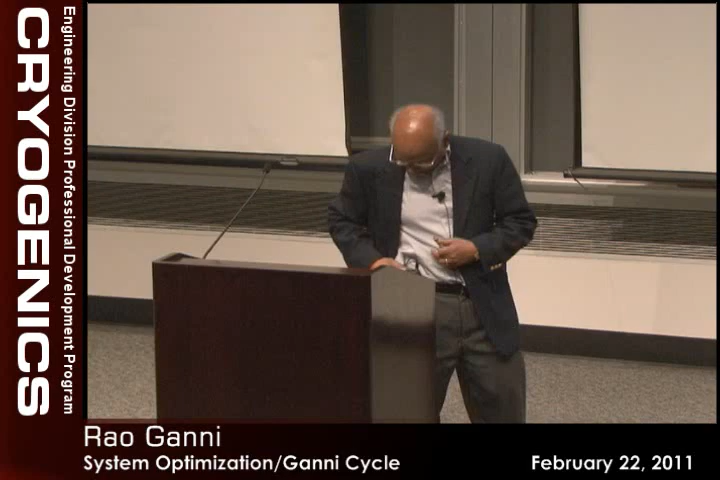 CRYOGENICS
Engineering Division Professional Development Program
Rao Ganni
System Optimization/Ganni Cycle
February 22, 2011